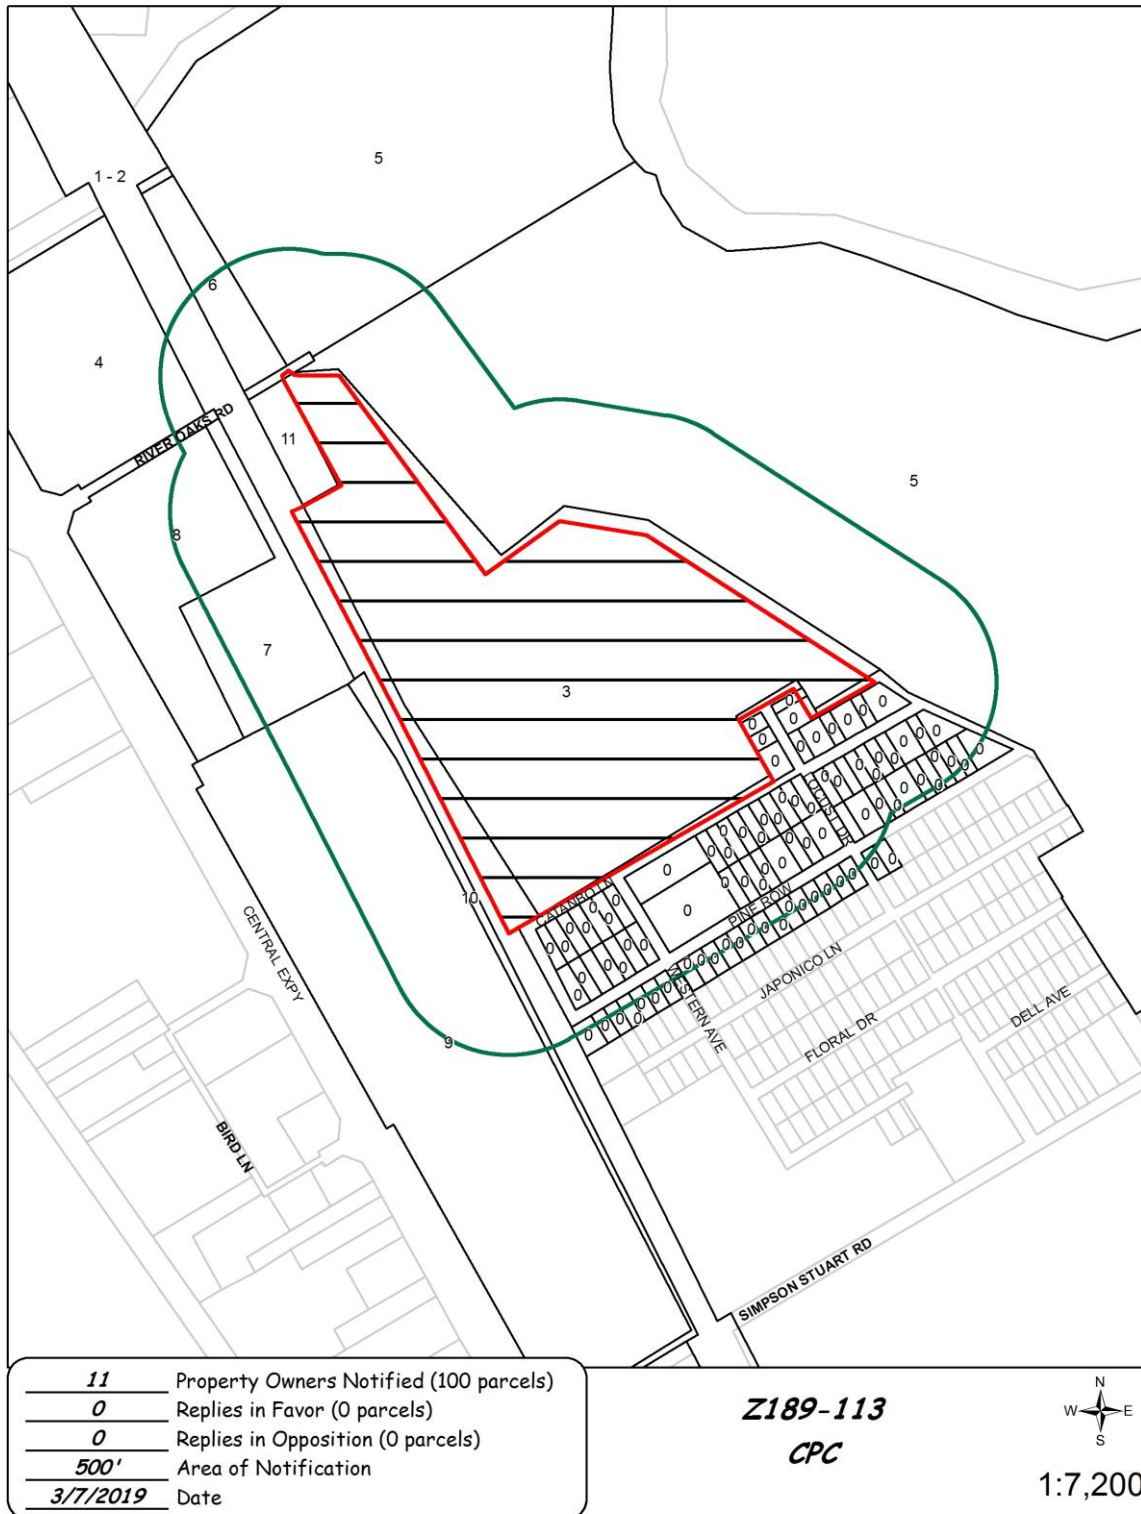 5
1 - 2
6
4
RIVER OAKS RD
11
5
8
7
3
CATANBO LN
LOCUST DR
10
PINE ROW
CENTRAL EXPY
WESTERN AVE
JAPONICO LN
9
FLORAL DR
DELL AVE
BIRD LN
SIMPSON STUART RD
11 Property Owners Notified (100 parcels)
0 Replies in Favor (0 parcels)
0 Replies in Opposition (0 parcels)
500' Area of Notification
3/7/2019 Date
Z189-113
CPC
N
W E
S
1:7,200